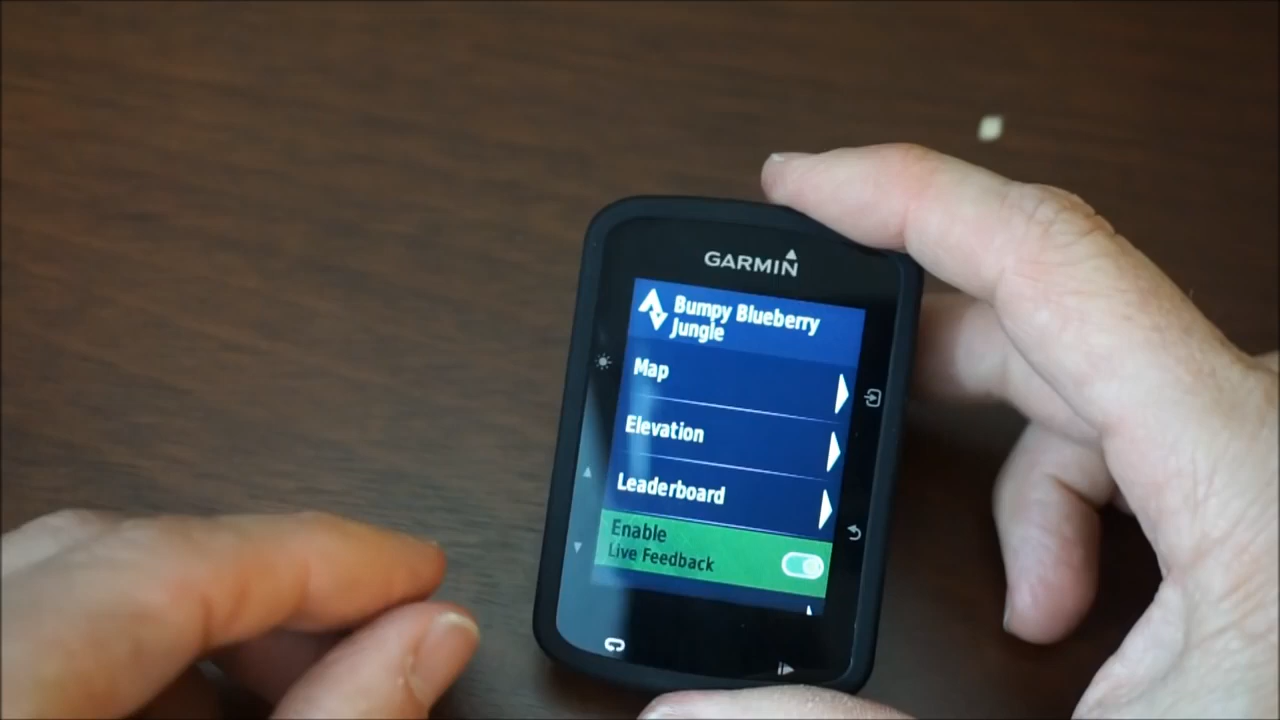 GARMIN
Bumpy Blueberry
Jungle
Map
Elevation
Leaderboard
Enable
Live Feedback